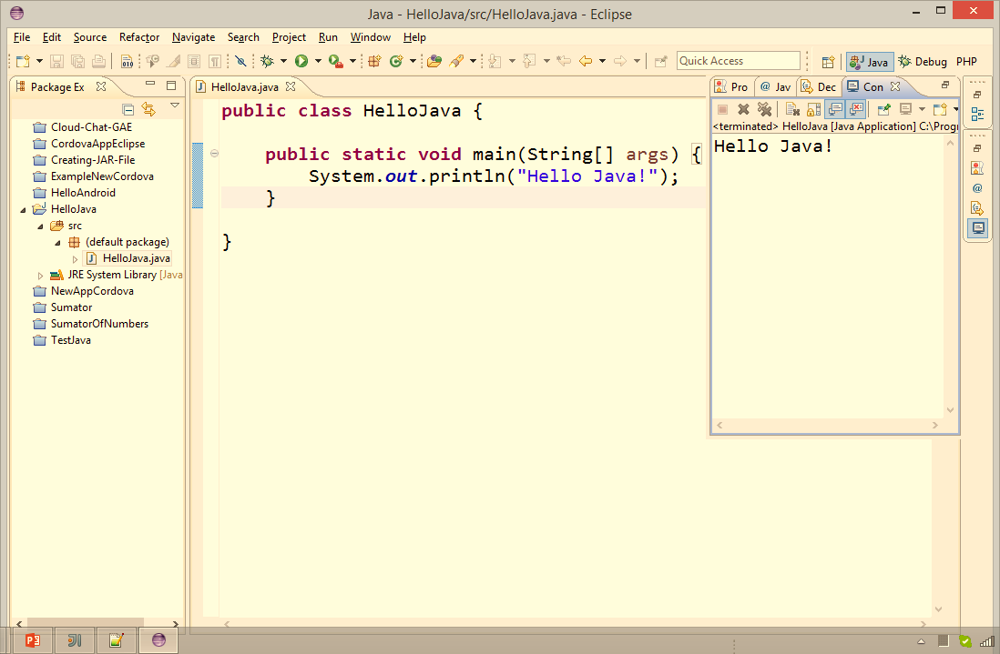 Java - HelloJava/src/HelloJava.java - Eclipse
File Edit Source Refactor Navigate Search Project Run Window Help
Quick Access Java Debug PHP
Package Ex
HelloJava.java
Pro @ Jav Dec Con
Cloud-Chat-GAE
CordovaAppEclipse
Creating-JAR-File
ExampleNewCordova
HelloAndroid
HelloJava
src
(default package)
HelloJava.java
JRE System Library [Java
NewAppCordova
Sumator
SumatorOfNumbers
TestJava
public class HelloJava {
public static void main(String[] args) {
System.out.println("Hello Java!");
}
}
<terminated> HelloJava [Java Application] C:\Progr
Hello Java!